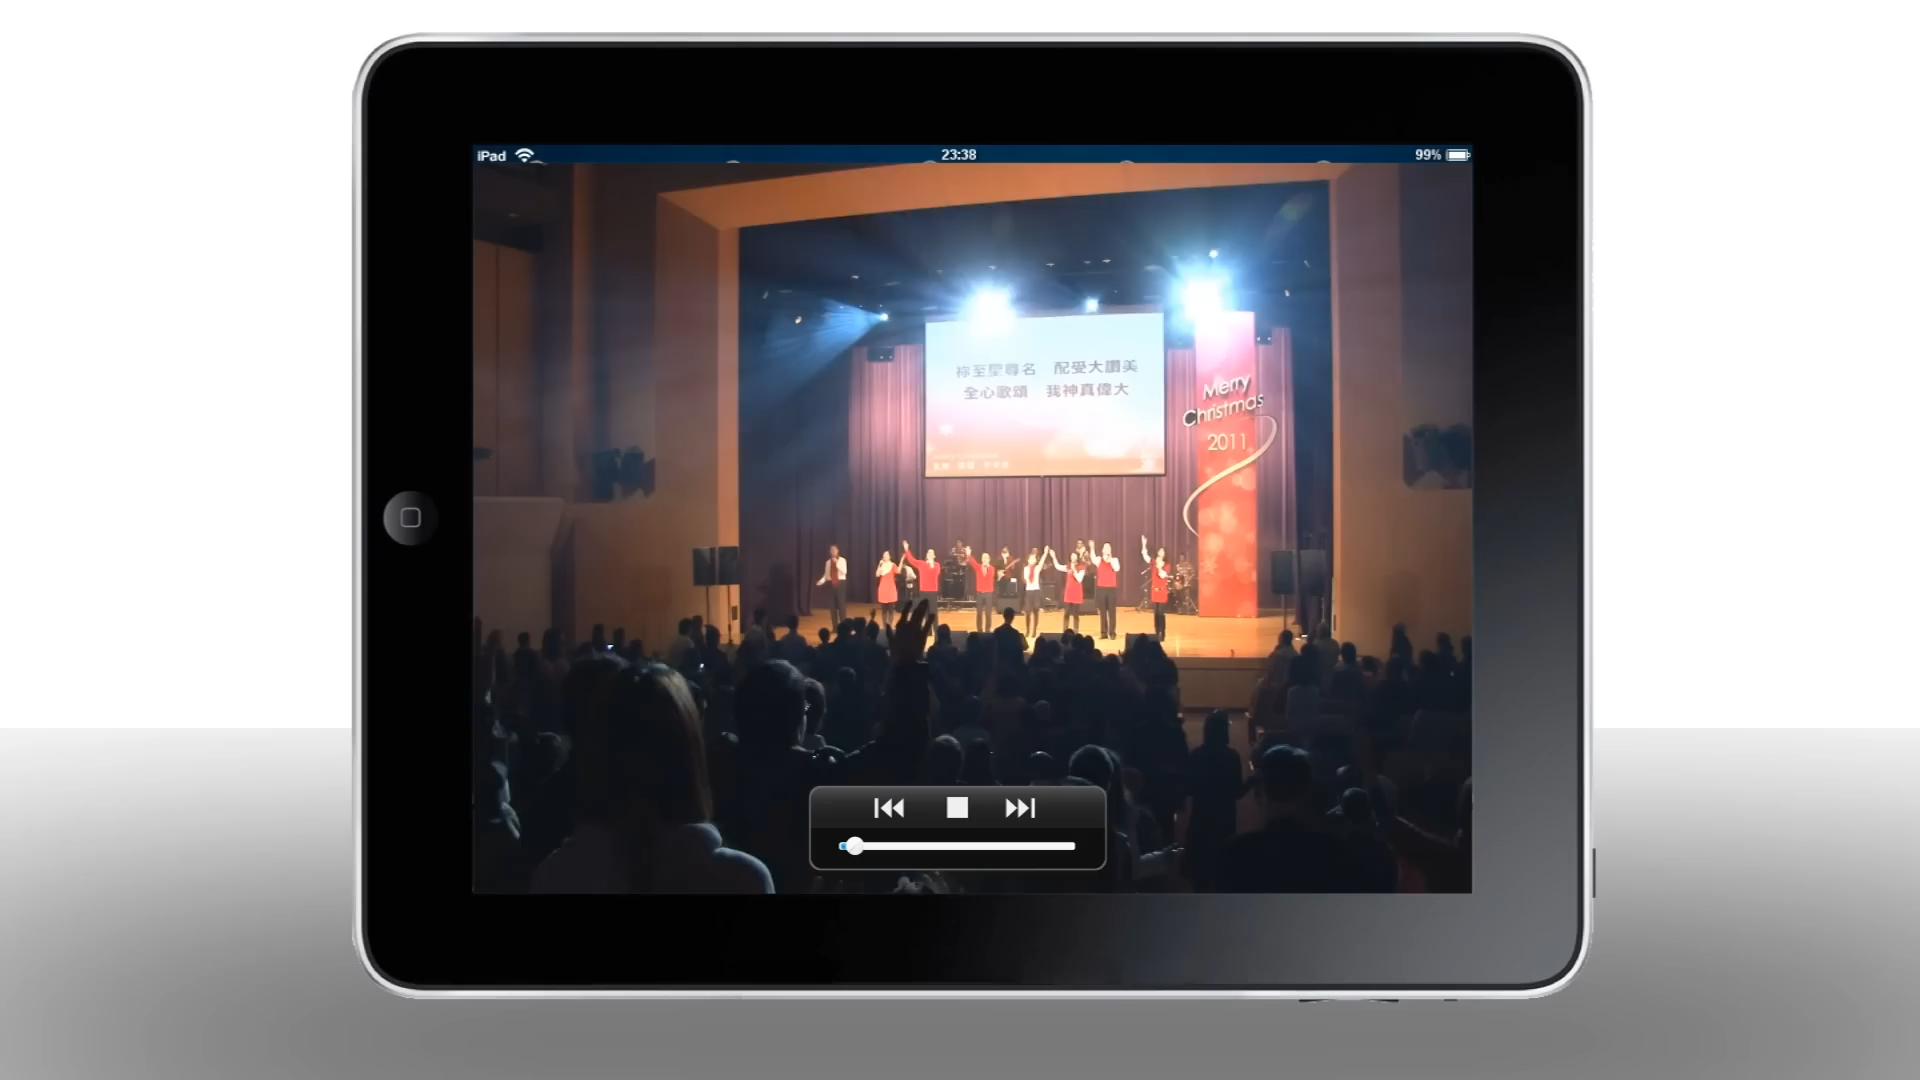 iPad 23:38 99%
祢至聖尊名 配受大讚美
全心歌頌 我神真偉大
Merry
Christmas
2011